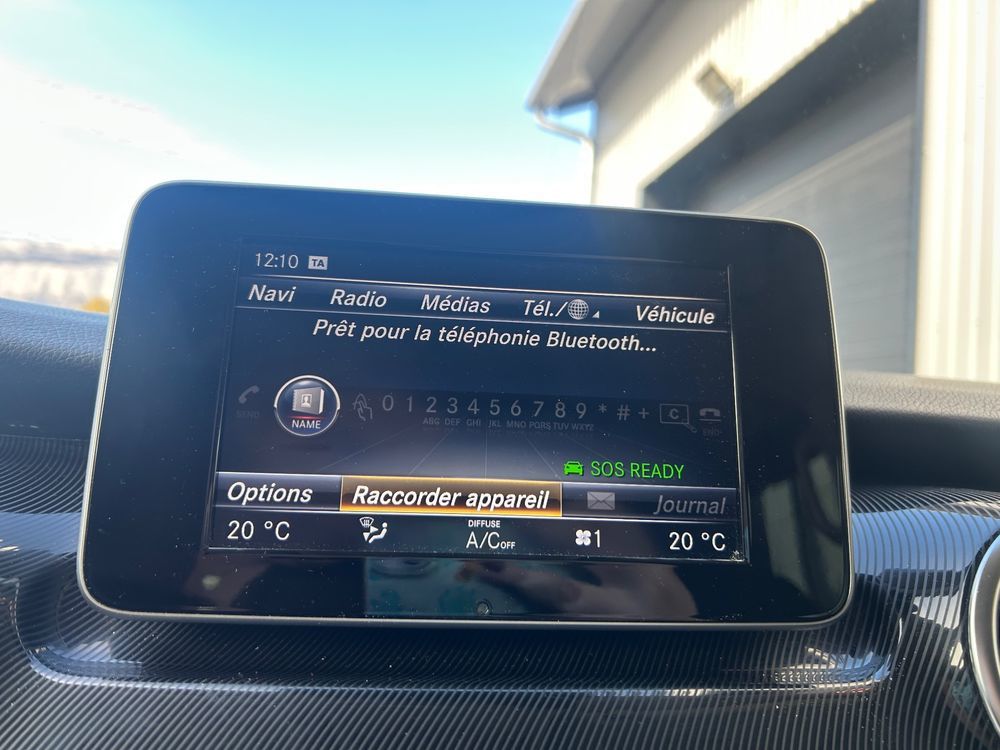 12:10 TA
Navi Radio Médias Tél./ Véhicule
Prêt pour la téléphonie Bluetooth...
SEND NAME 0 1 2 3 4 5 6 7 8 9 * # + C END
ABC DEF GHI JKL MNO PQRS TUV WXYZ
SOS READY
Options Raccorder appareil Journal
20 °C DIFFUSE 1 20 °C
A/C OFF